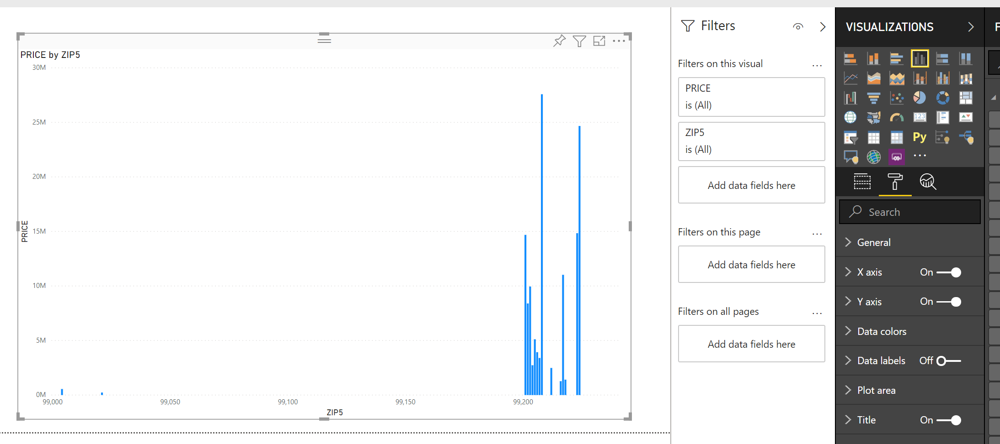 PRICE by ZIP5
30M
25M
20M
15M
10M
5M
0M
PRICE
99,000 99,050 99,100 99,150 99,200
ZIP5
Filters
Filters on this visual ...
PRICE
is (All)
ZIP5
is (All)
Add data fields here
Filters on this page ...
Add data fields here
Filters on all pages ...
Add data fields here
VISUALIZATIONS
123
Py
...
Search
General
X axis On
Y axis On
Data colors
Data labels Off
Plot area
Title On
F